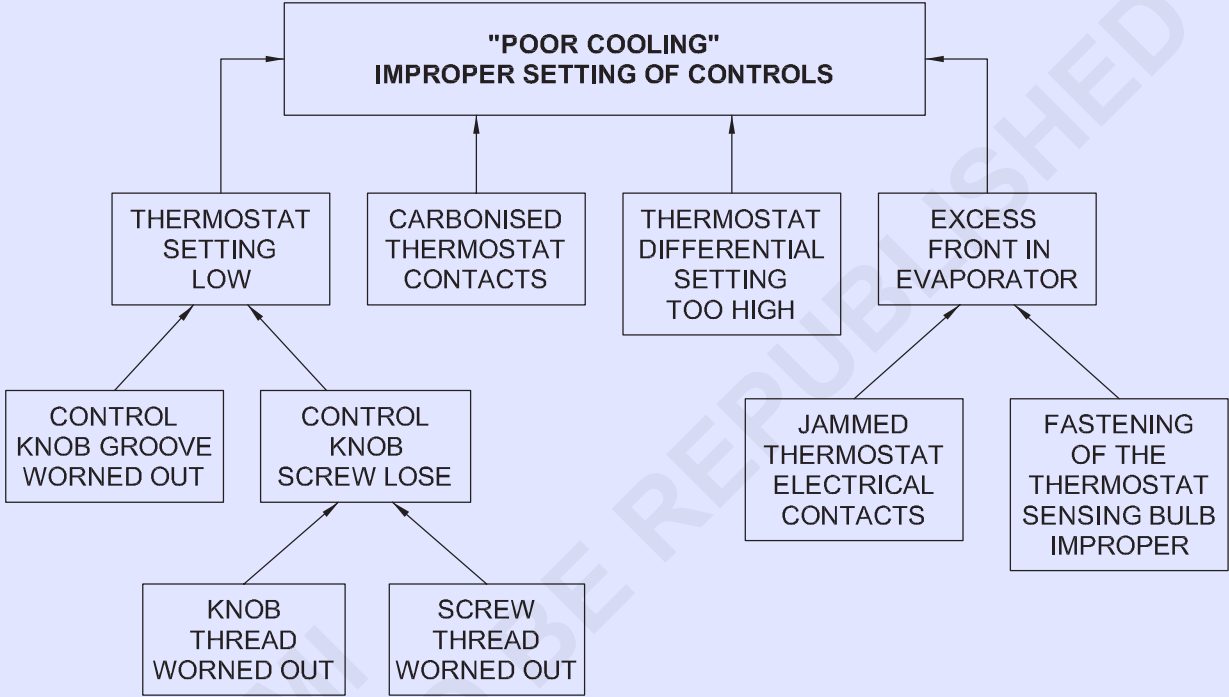 "POOR COOLING"
IMPROPER SETTING OF CONTROLS
THERMOSTAT
SETTING
LOW
CARBONISED
THERMOSTAT
CONTACTS
THERMOSTAT
DIFFERENTIAL
SETTING
TOO HIGH
EXCESS
FRONT IN
EVAPORATOR
CONTROL
KNOB GROOVE
WORNED OUT
CONTROL
KNOB
SCREW LOSE
JAMMED
THERMOSTAT
ELECTRICAL
CONTACTS
FASTENING
OF THE
THERMOSTAT
SENSING BULB
IMPROPER
KNOB
THREAD
WORNED OUT
SCREW
THREAD
WORNED OUT
BE REPUBLISHED